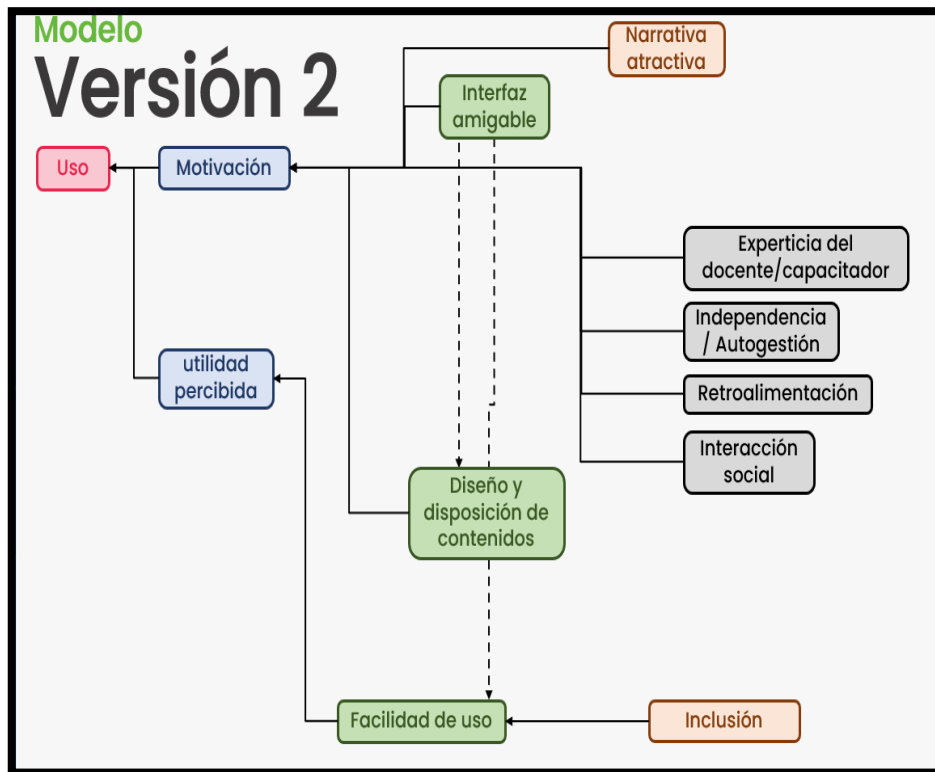 Modelo
Versión 2
Narrativa
atractiva
Interfaz
amigable
Uso
Motivación
Experticia del
docente/capacitador
Independencia
/ Autogestión
utilidad
percibida
Retroalimentación
Interacción
social
Diseño y
disposición de
contenidos
Facilidad de uso
Inclusión